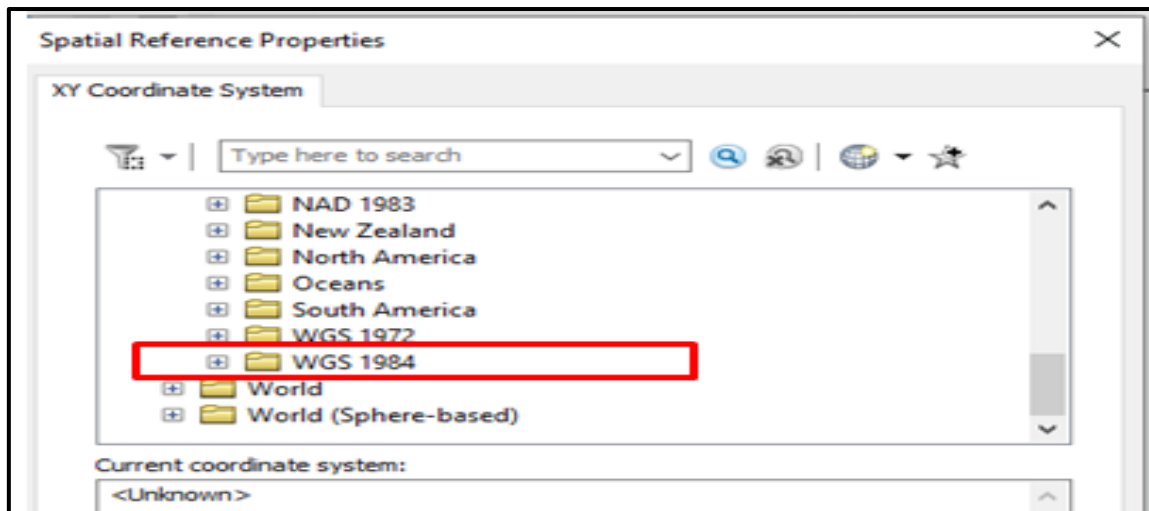 Spatial Reference Properties
XY Coordinate System
Type here to search
NAD 1983
New Zealand
North America
Oceans
South America
WGS 1972
WGS 1984
World
World (Sphere-based)
Current coordinate system:
<Unknown>